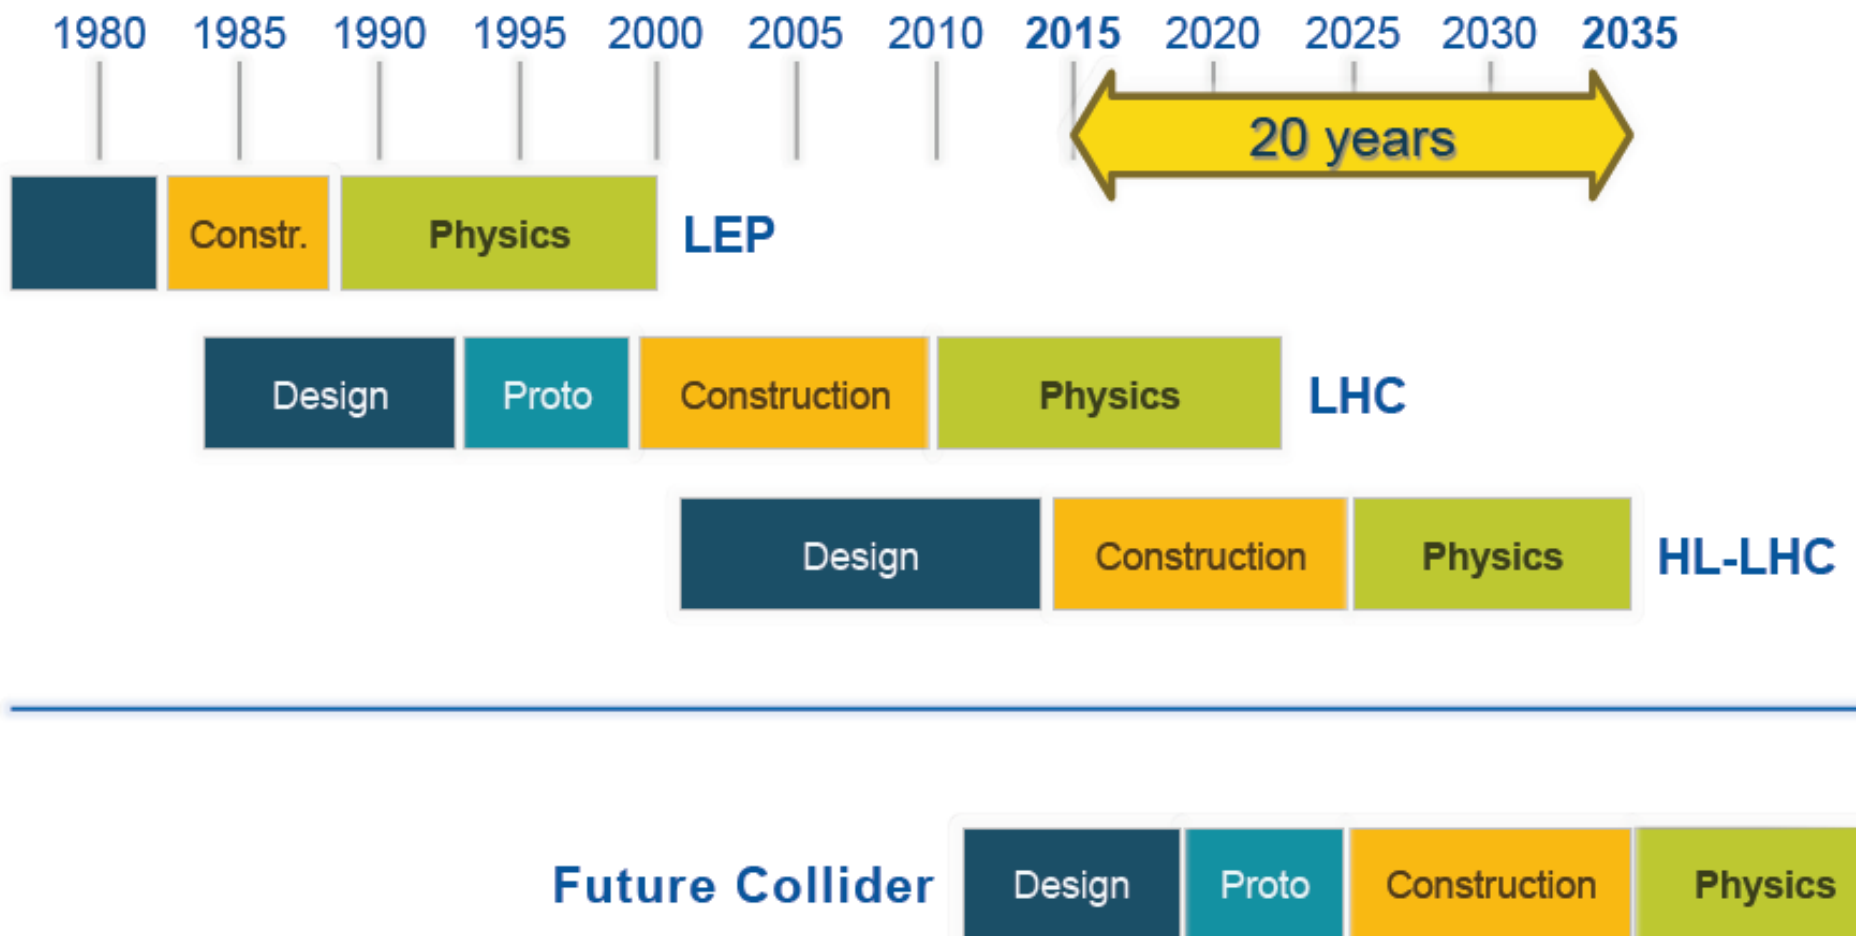 1980 1985 1990 1995 2000 2005 2010 2015 2020 2025 2030 2035
20 years
Constr. Physics LEP
Design Proto Construction Physics LHC
Design Construction Physics HL-LHC
Future Collider Design Proto Construction Physics